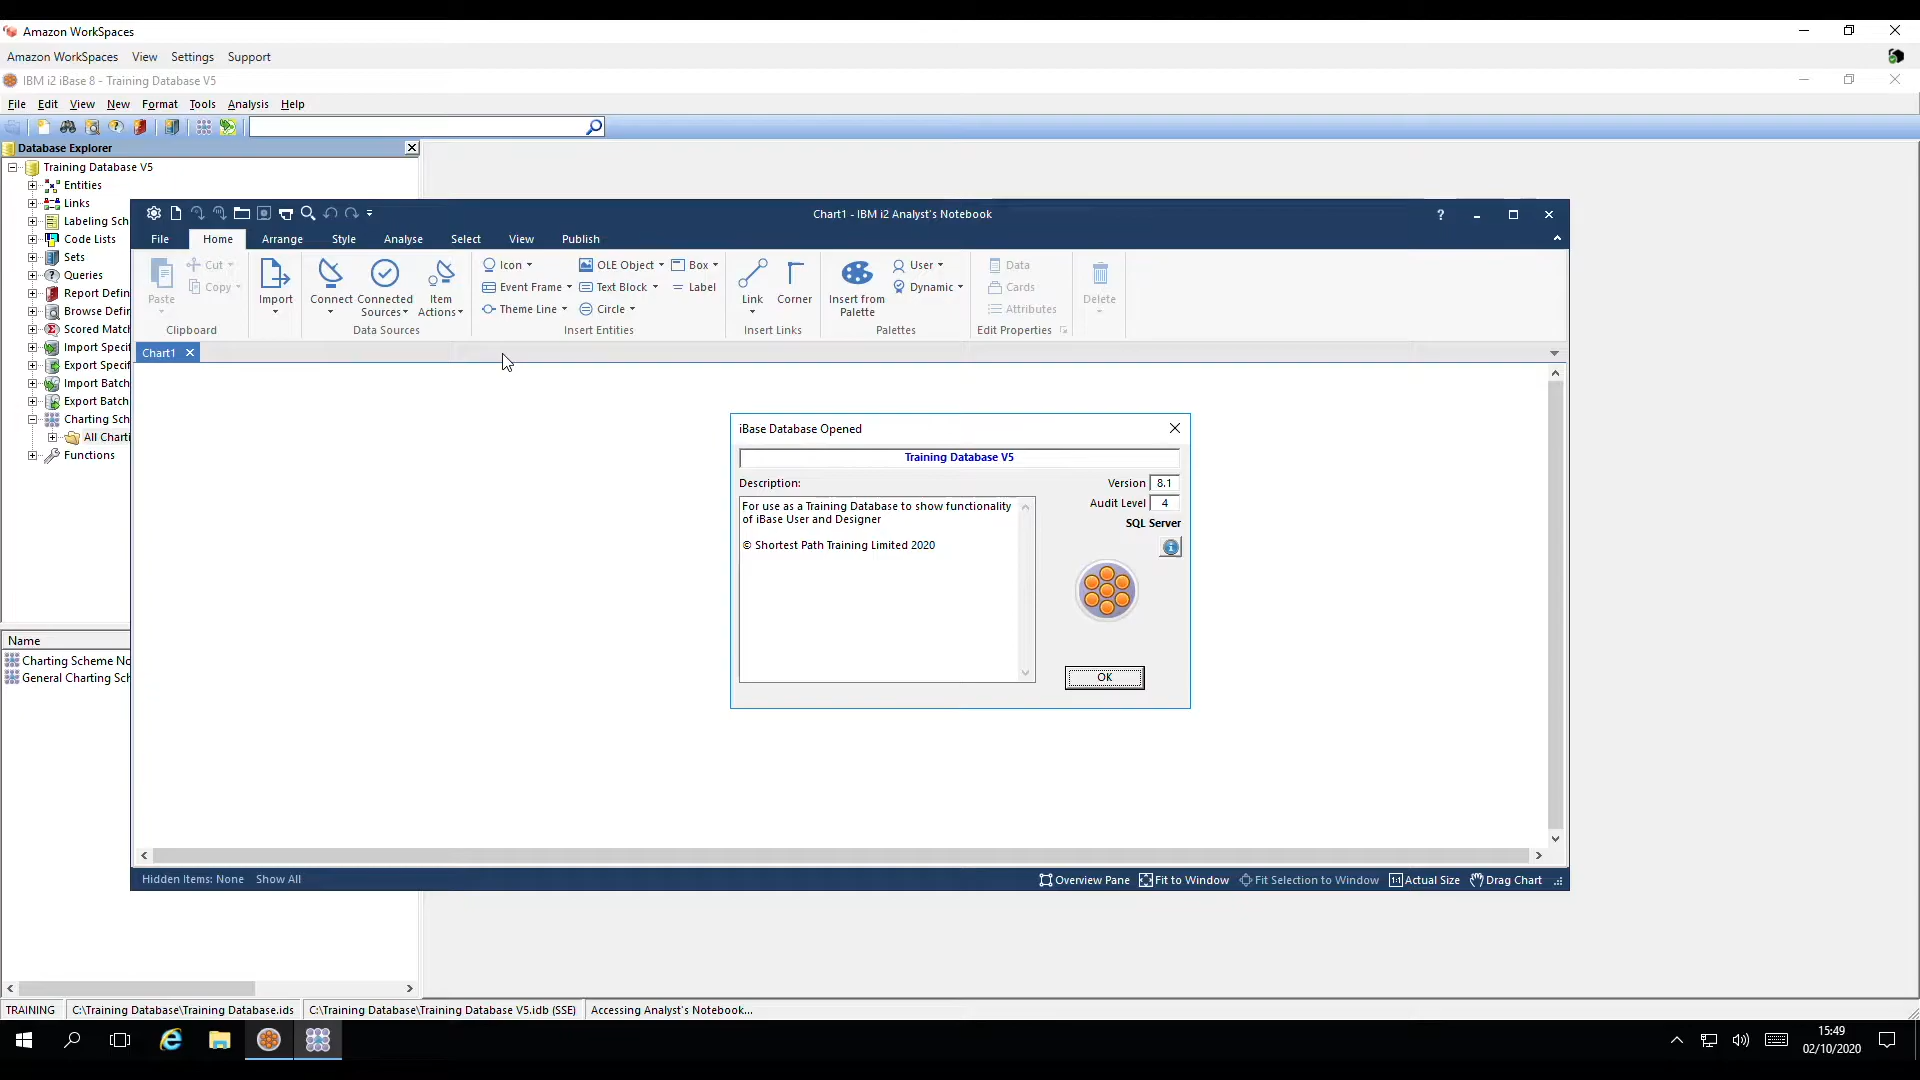 Amazon WorkSpaces
Amazon WorkSpaces View Settings Support
IBM i2 iBase 8 - Training Database V5
File Edit View New Format Tools Analysis Help
Database Explorer
Training Database V5
Entities
Links
Labeling Sch
Code Lists
Sets
Queries
Report Defin
Browse Defin
Scored Match
Import Specif
Export Specif
Import Batch
Export Batch
Charting Sch
All Charti
Functions
Name
Charting Scheme No
General Charting Sch
Chart1 - IBM i2 Analyst's Notebook
?
File Home Arrange Style Analyse Select View Publish
Paste Cut Copy
Clipboard
Import
Connect Connected Sources Item Actions
Data Sources
Icon OLE Object Box
Event Frame Text Block Label
Theme Line Circle
Insert Entities
Link Corner
Insert Links
Insert from Palette User Dynamic
Palettes
Data
Cards
Attributes
Edit Properties
Delete
Chart1
iBase Database Opened
Training Database V5
Description:
For use as a Training Database to show functionality
of iBase User and Designer
© Shortest Path Training Limited 2020
Version 8.1
Audit Level 4
SQL Server
OK
Hidden Items: None Show All
Overview Pane Fit to Window Fit Selection to Window 1:1 Actual Size Drag Chart
TRAINING C:\Training Database\Training Database.ids C:\Training Database\Training Database V5.idb (SSE) Accessing Analyst's Notebook...
15:49
02/10/2020